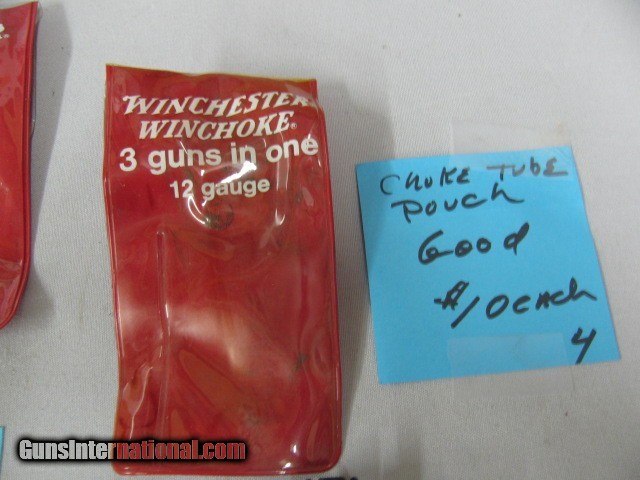 WINCHESTER
WINCHOKE®
3 guns in one
12 gauge
CHOKE TUBE
POUCH
GOOD
$10 EACH
4
GunsInternational.com